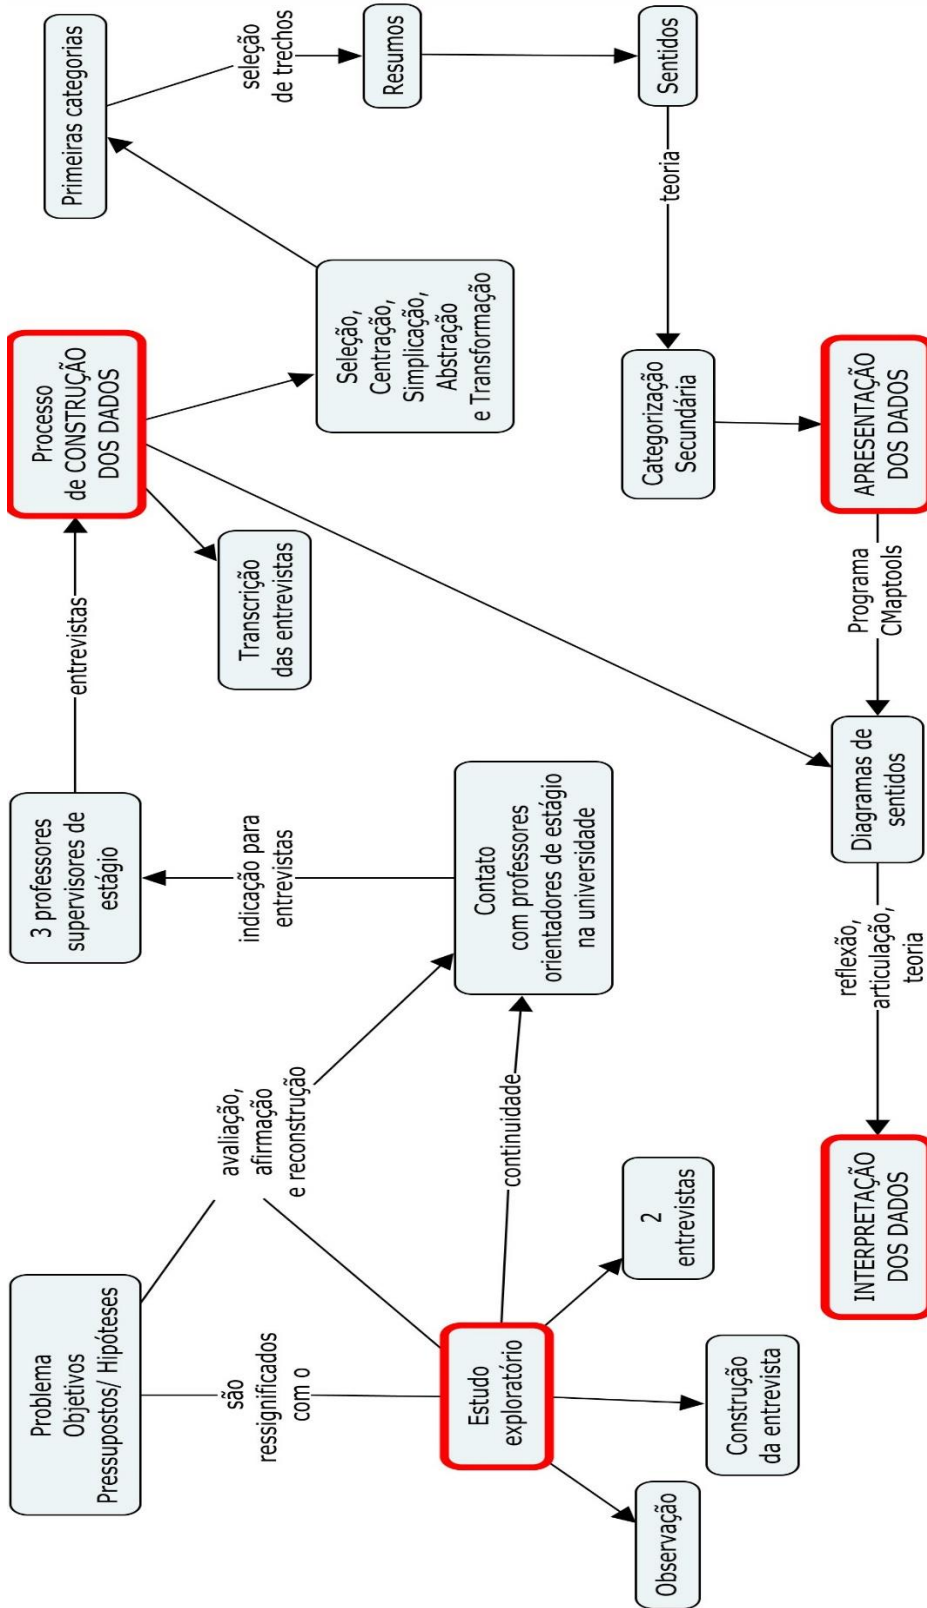 Problema
Objetivos
Pressupostos/ Hipóteses
são
ressignificados
com o
Estudo
exploratório
Observação
Construção
da entrevista
2
entrevistas
avaliação,
afirmação
e reconstrução
continuidade
Contato
com professores
orientadores de estágio
na universidade
indicação para
entrevistas
3 professores
supervisores de
estágio
entrevistas
Processo
de CONSTRUÇÃO
DOS DADOS
Transcrição
das entrevistas
Seleção,
Centração,
Simplicação,
Abstração
e Transformação
Primeiras categorias
seleção
de trechos
Resumos
Sentidos
teoria
Categorização
Secundária
APRESENTAÇÃO
DOS DADOS
Programa
CMaptools
Diagramas de
sentidos
reflexão,
articulação,
teoria
INTERPRETAÇÃO
DOS DADOS